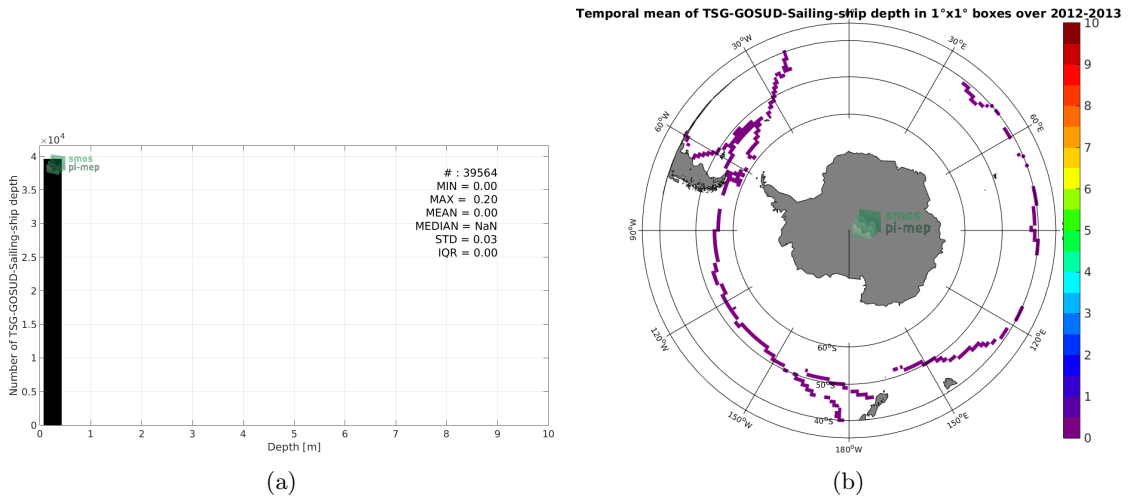 ×10⁴
4
3.5
3
2.5
2
1.5
1
0.5
0
Number of TSG-GOSUD-Sailing-ship depth
smos
pi-mep
# : 39564
MIN = 0.00
MAX = 0.20
MEAN = 0.00
MEDIAN = NaN
STD = 0.03
IQR = 0.00
0 1 2 3 4 5 6 7 8 9 10
Depth [m]
(a)
Temporal mean of TSG-GOSUD-Sailing-ship depth in 1°x1° boxes over 2012-2013
30°W
30°E
60°W
60°E
90°W
smos
pi-mep
120°W
120°E
60°S
50°S
40°S
150°W
150°E
180°W
10
9
8
7
6
5
4
3
2
1
0
(b)